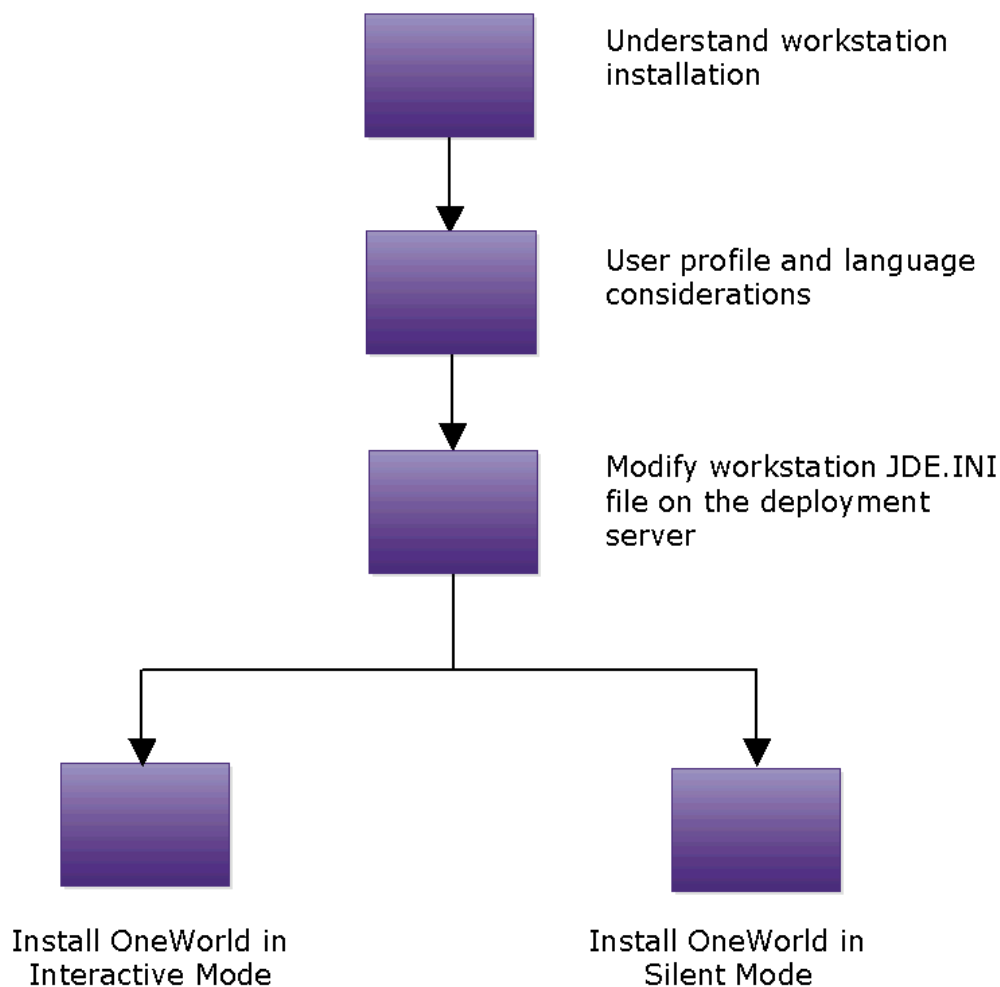 Understand workstation
installation
User profile and language
considerations
Modify workstation JDE.INI
file on the deployment
server
Install OneWorld in
Interactive Mode
Install OneWorld in
Silent Mode